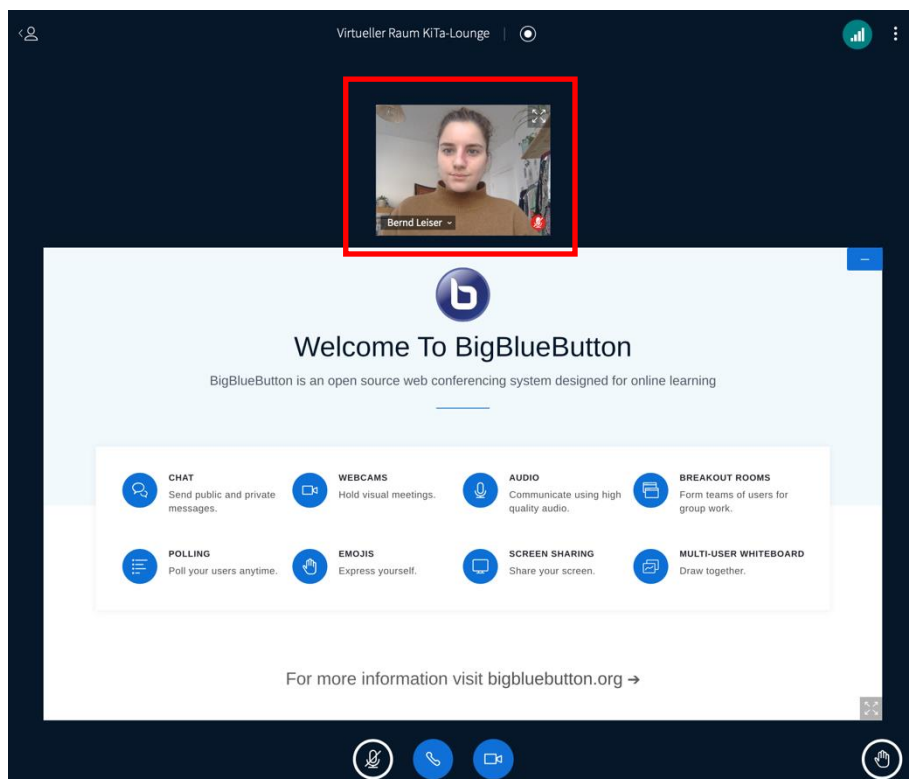 Virtueller Raum KiTa-Lounge
Bernd Leiser
Welcome To BigBlueButton
BigBlueButton is an open source web conferencing system designed for online learning
CHAT
Send public and private
messages.
WEBCAMS
Hold visual meetings.
AUDIO
Communicate using high
quality audio.
BREAKOUT ROOMS
Form teams of users for
group work.
POLLING
Poll your users anytime.
EMOJIS
Express yourself.
SCREEN SHARING
Share your screen.
MULTI-USER WHITEBOARD
Draw together.
For more information visit bigbluebutton.org →